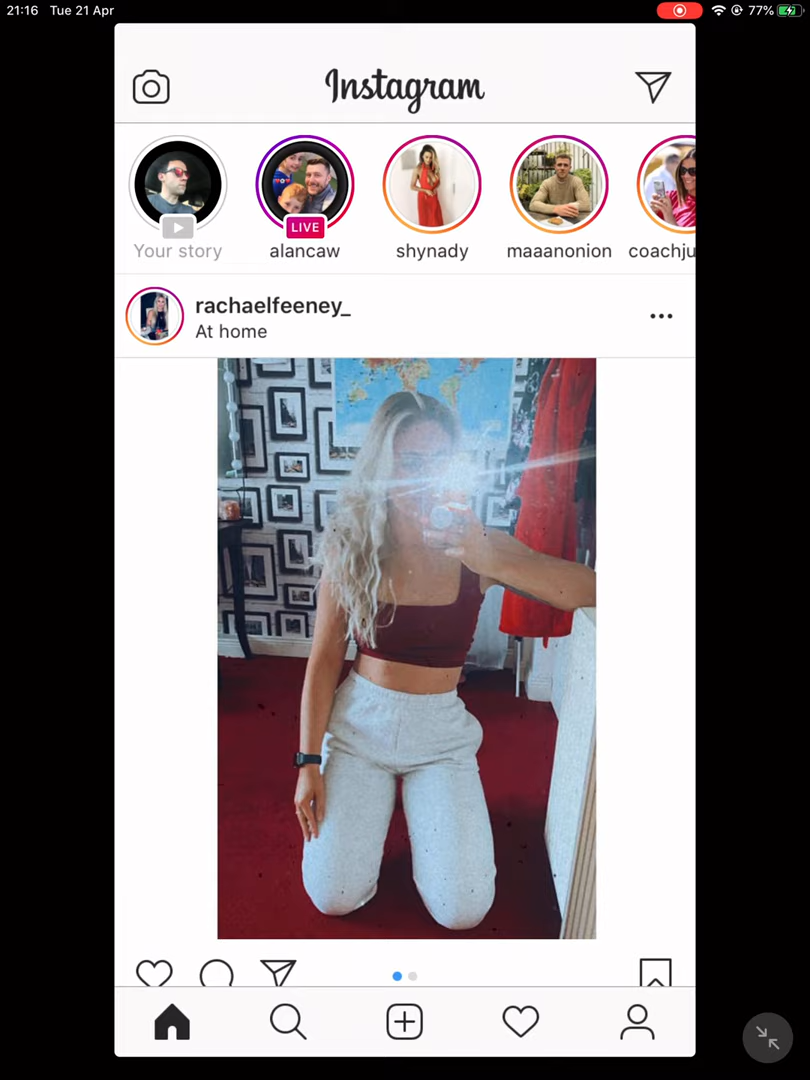 21:16 Tue 21 Apr 77%
Instagram
LIVE
Your story alancaw shynady maaanonion coachju
rachaelfeeney_
At home